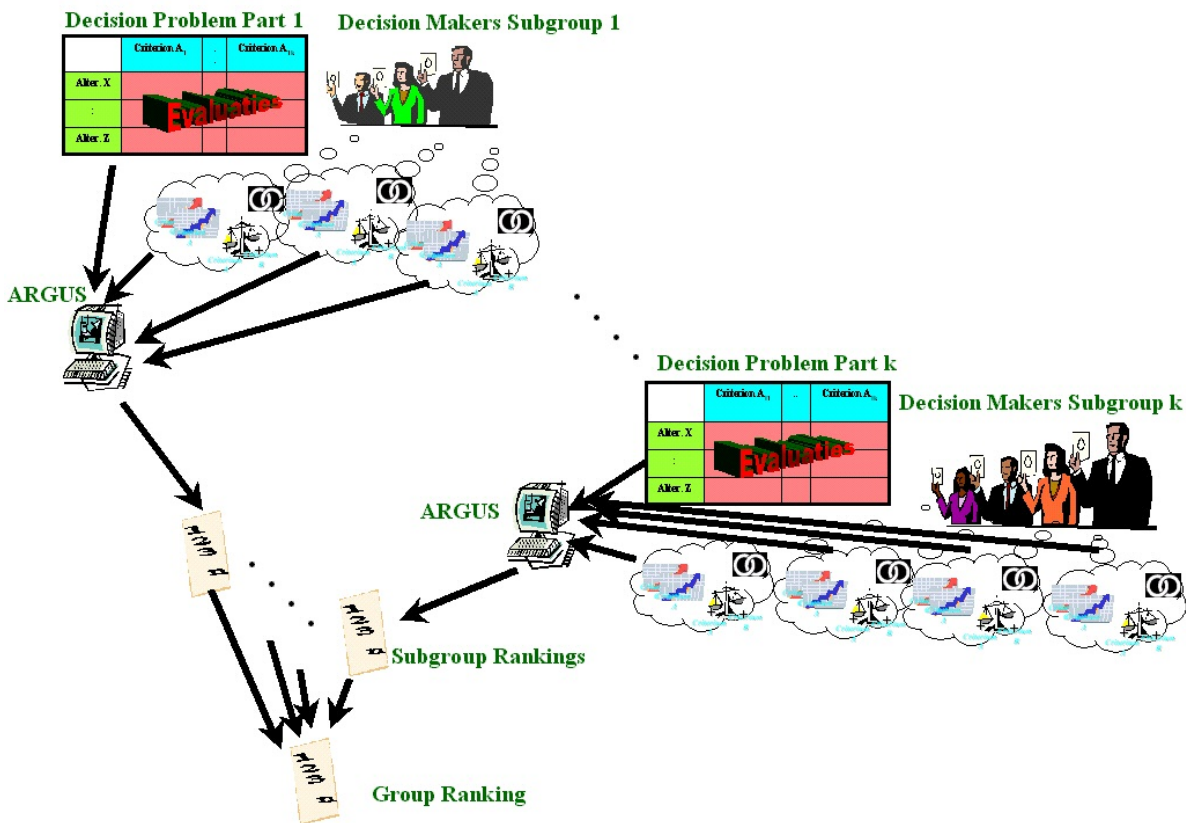 Decision Problem Part 1
Decision Makers Subgroup 1
Criterion A₁
Criterion A
Alter. X
:
Alter. Z
Evaluaties
ARGUS
Decision Problem Part k
Decision Makers Subgroup k
Criterion A
..
Criterion A
Alter. X
:
Alter. Z
Evaluaties
ARGUS
Subgroup Rankings
Group Ranking